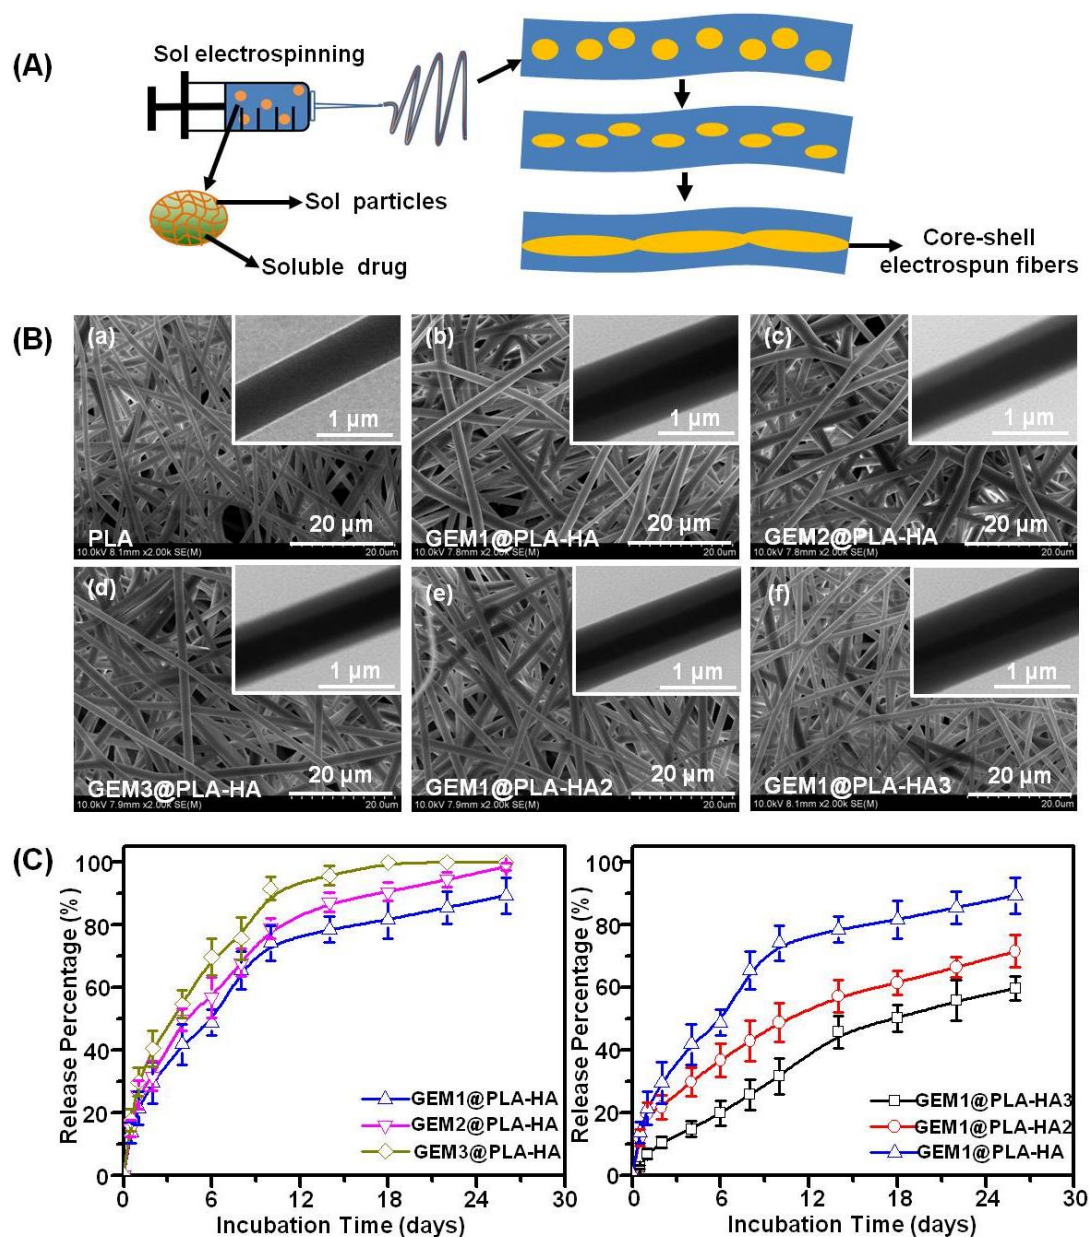 (A)
Sol electrospinning
Sol particles
Soluble drug
Core-shell
electrospun fibers
(B)
(a)
1 μm
20 μm
PLA
10.0kV 8.1mm x2.00k SE(M)
20.0um
(b)
1 μm
20 μm
GEM1@PLA-HA
10.0kV 7.8mm x2.00k SE(M)
20.0um
(c)
1 μm
20 μm
GEM2@PLA-HA
10.0kV 7.8mm x2.00k SE(M)
20.0um
(d)
1 μm
20 μm
GEM3@PLA-HA
10.0kV 7.9mm x2.00k SE(M)
20.0um
(e)
1 μm
20 μm
GEM1@PLA-HA2
10.0kV 7.9mm x2.00k SE(M)
20.0um
(f)
1 μm
20 μm
GEM1@PLA-HA3
10.0kV 8.1mm x2.00k SE(M)
20.0um
(C)
Release Percentage (%)
100
80
60
40
20
0
GEM1@PLA-HA
GEM2@PLA-HA
GEM3@PLA-HA
0 6 12 18 24 30
Incubation Time (days)
Release Percentage (%)
100
80
60
40
20
0
GEM1@PLA-HA3
GEM1@PLA-HA2
GEM1@PLA-HA
0 6 12 18 24 30
Incubation Time (days)